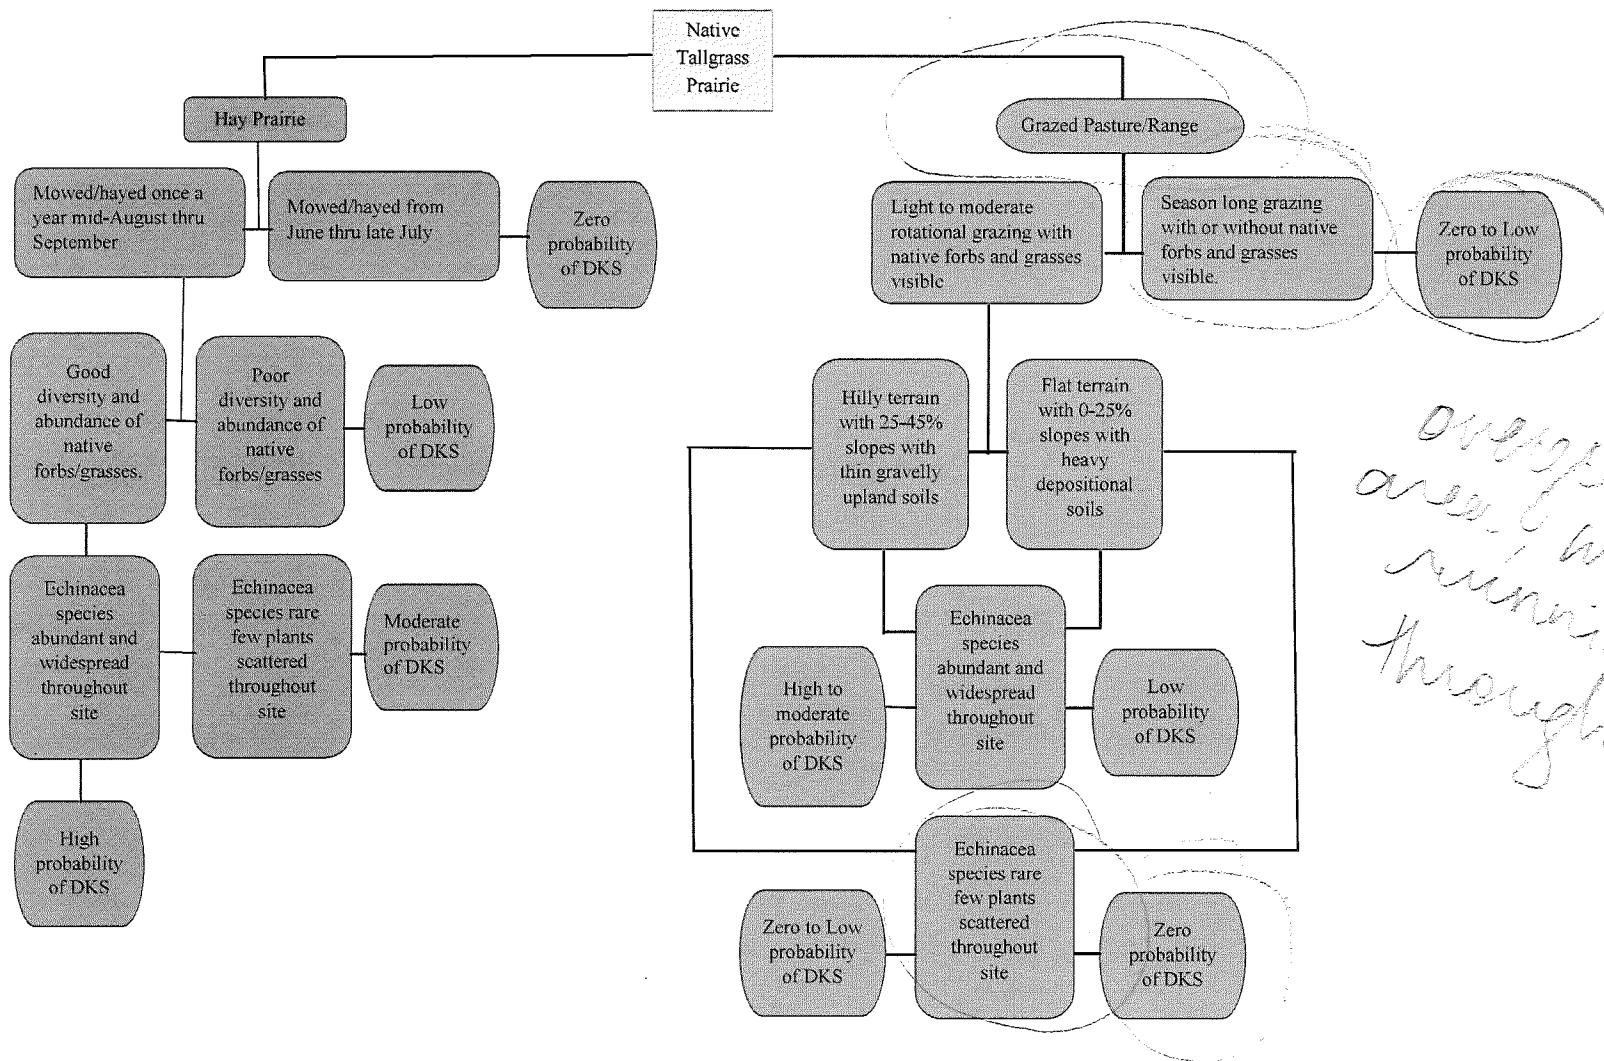 Native
Tallgrass
Prairie
Hay Prairie
Grazed Pasture/Range
Mowed/hayed once a
year mid-August thru
September
Mowed/hayed from
June thru late July
Zero
probability
of DKS
Light to moderate
rotational grazing with
native forbs and grasses
visible
Season long grazing
with or without native
forbs and grasses
visible.
Zero to Low
probability
of DKS
Good
diversity and
abundance of
native
forbs/grasses.
Poor
diversity and
abundance of
native
forbs/grasses
Low
probability
of DKS
Hilly terrain
with 25-45%
slopes with
thin gravelly
upland soils
Flat terrain
with 0-25%
slopes with
heavy
depositional
soils
area
through
Echinacea
species
abundant and
widespread
throughout
site
Echinacea
species rare
few plants
scattered
throughout
site
Moderate
probability
of DKS
Echinacea
species
abundant and
widespread
throughout
site
High to
moderate
probability
of DKS
Low
probability
of DKS
High
probability
of DKS
Echinacea
species rare
few plants
scattered
throughout
site
Zero to Low
probability
of DKS
Zero
probability
of DKS